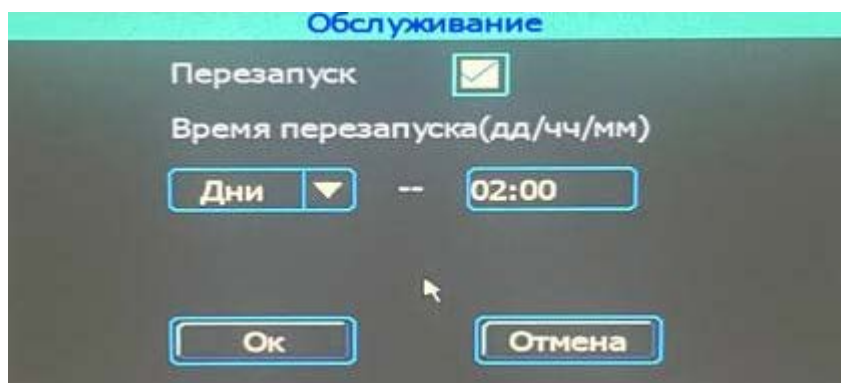 Обслуживание
Перезапуск
Время перезапуска(дд/чч/мм)
Дни -- 02:00
Ок Отмена